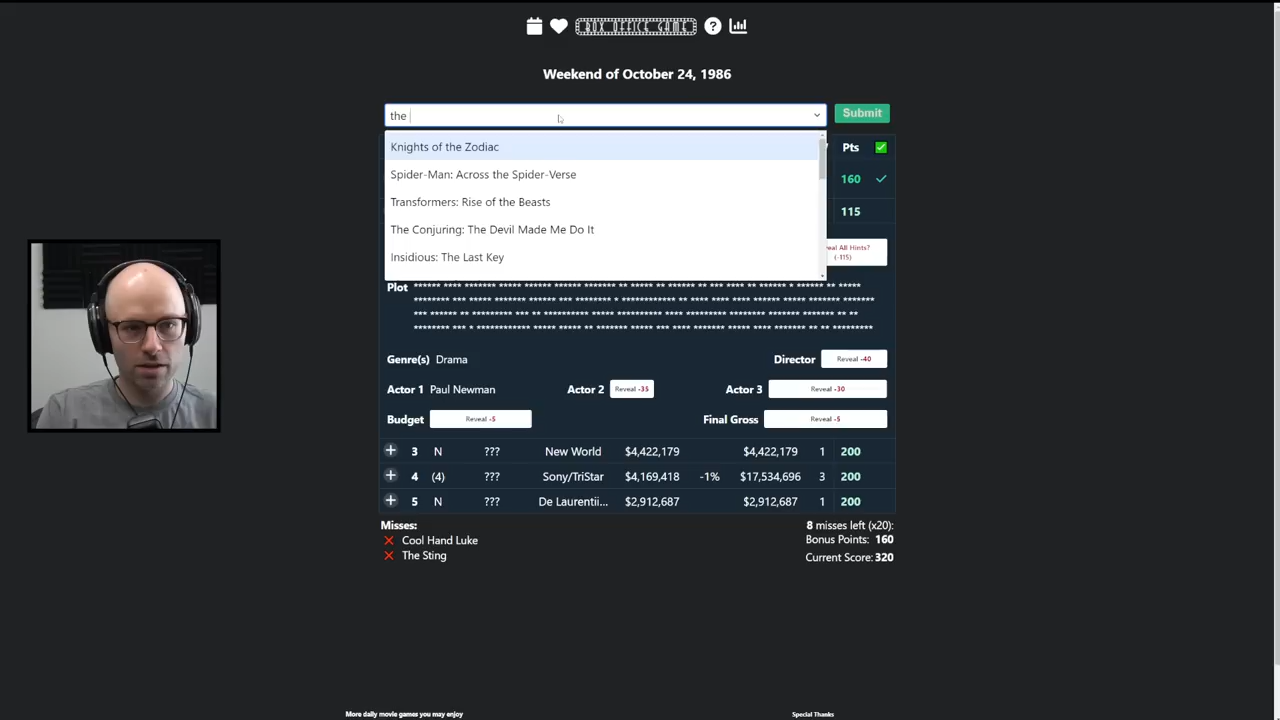 BOX OFFICE GAME ?
Weekend of October 24, 1986
the
Submit
Knights of the Zodiac
Spider-Man: Across the Spider-Verse
Transformers: Rise of the Beasts
The Conjuring: The Devil Made Me Do It
Insidious: The Last Key
Pts
160
115
eal All Hints?
(-115)
Plot ****** **** ******* ***** ****** ******* ****** ** ***** ** ***** ** *** **** ** ****** * ****** ** *****
******** *** *** ***** ******* *** ******** * ************ ** **** *** **** ******* ***** **** ******* *******
*** ****** ** ********* *** ** ********* ********** **** ********* ****** **** ***** *** ******* ** **
******** *** * ************ ***** **** ** ******* **** *** **** ******* ***** **** ****** ** ** *********
Genre(s) Drama
Director Reveal -40
Actor 1 Paul Newman
Actor 2 Reveal -35
Actor 3 Reveal -30
Budget Reveal -5
Final Gross Reveal -5
3 N ??? New World $4,422,179 $4,422,179 1 200
4 (4) ??? Sony/TriStar $4,169,418 -1% $17,534,696 3 200
5 N ??? De Laurentii... $2,912,687 $2,912,687 1 200
Misses:
Cool Hand Luke
The Sting
8 misses left (x20):
Bonus Points: 160
Current Score: 320
More daily movie games you may enjoy
Special Thanks